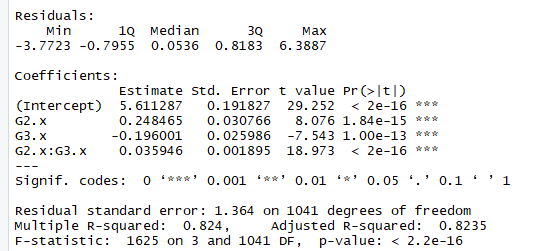 Residuals:
Min 1Q Median 3Q Max
-3.7723 -0.7955 0.0536 0.8183 6.3887
Coefficients:
Estimate Std. Error t value Pr(>|t|)
(Intercept) 5.611287 0.191827 29.252 < 2e-16 ***
G2.x 0.248465 0.030766 8.076 1.84e-15 ***
G3.x -0.196001 0.025986 -7.543 1.00e-13 ***
G2.x:G3.x 0.035946 0.001895 18.973 < 2e-16 ***
---
Signif. codes: 0 ‘***’ 0.001 ‘**’ 0.01 ‘*’ 0.05 ‘.’ 0.1 ‘ ’ 1
Residual standard error: 1.364 on 1041 degrees of freedom
Multiple R-squared: 0.824, Adjusted R-squared: 0.8235
F-statistic: 1625 on 3 and 1041 DF, p-value: < 2.2e-16